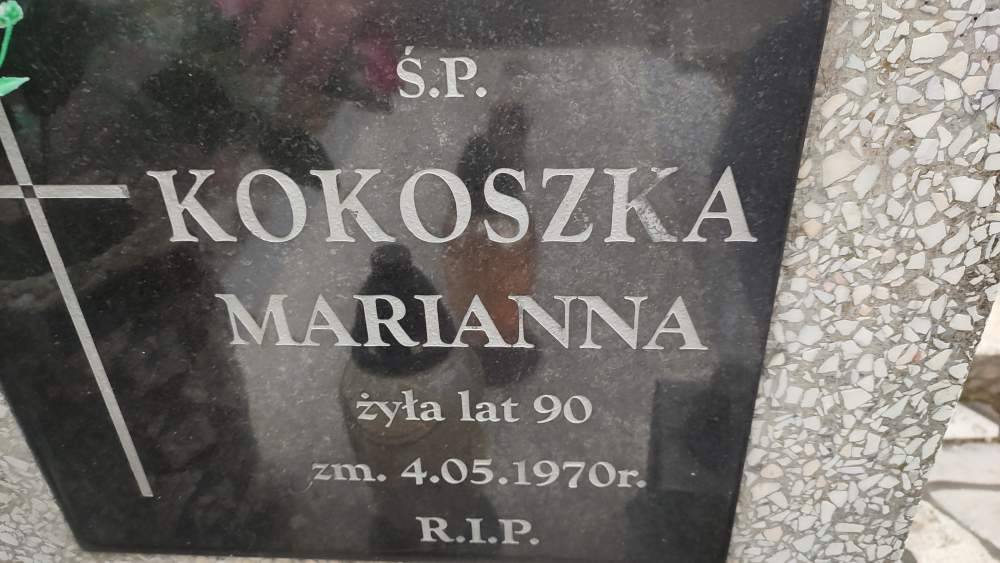 Ś.P.
KOKOSZKA
MARIANNA
żyła lat 90
zm. 4.05.1970r.
R.I.P.